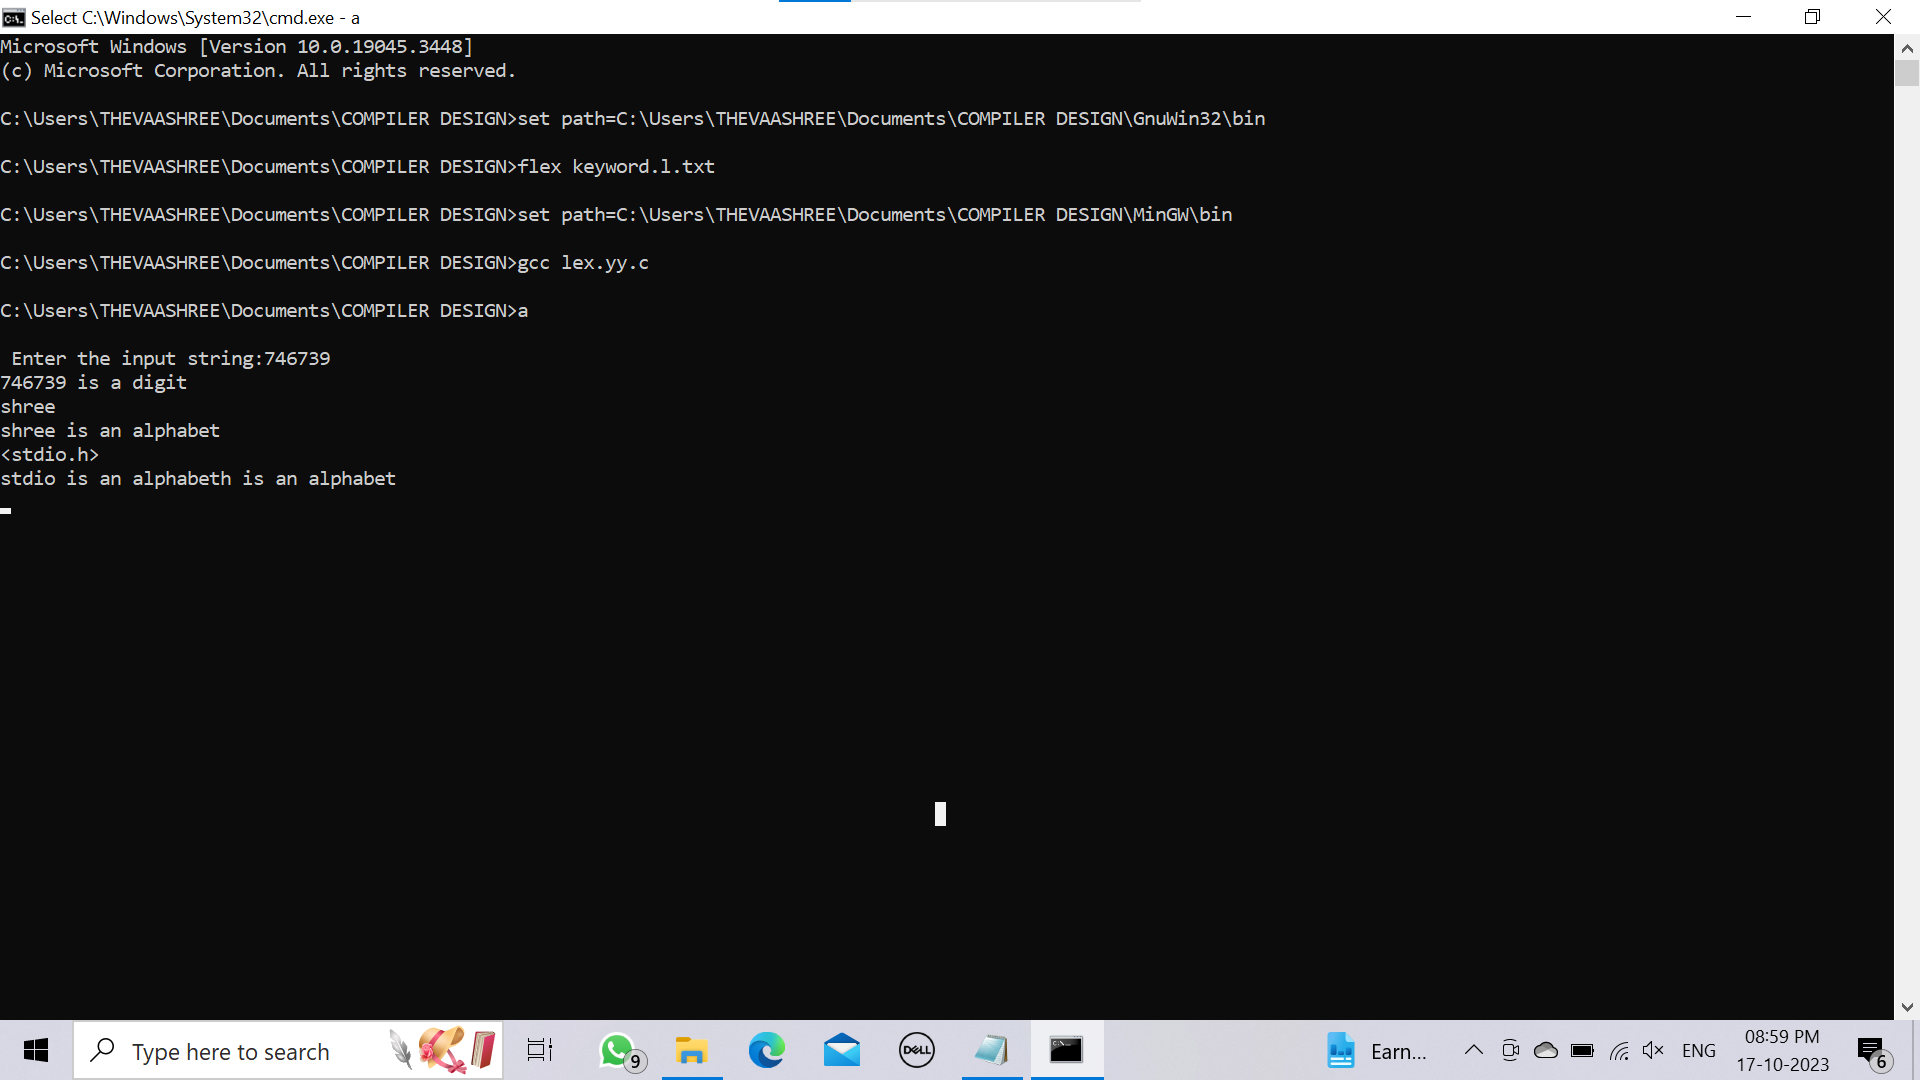 Select C:\Windows\System32\cmd.exe - a
Microsoft Windows [Version 10.0.19045.3448]
(c) Microsoft Corporation. All rights reserved.
C:\Users\THEVAASHREE\Documents\COMPILER DESIGN>set path=C:\Users\THEVAASHREE\Documents\COMPILER DESIGN\GnuWin32\bin
C:\Users\THEVAASHREE\Documents\COMPILER DESIGN>flex keyword.l.txt
C:\Users\THEVAASHREE\Documents\COMPILER DESIGN>set path=C:\Users\THEVAASHREE\Documents\COMPILER DESIGN\MinGW\bin
C:\Users\THEVAASHREE\Documents\COMPILER DESIGN>gcc lex.yy.c
C:\Users\THEVAASHREE\Documents\COMPILER DESIGN>a
Enter the input string:746739
746739 is a digit
shree
shree is an alphabet
<stdio.h>
stdio is an alphabeth is an alphabet
Type here to search
9
DELL
Earn...
ENG
08:59 PM
17-10-2023
6